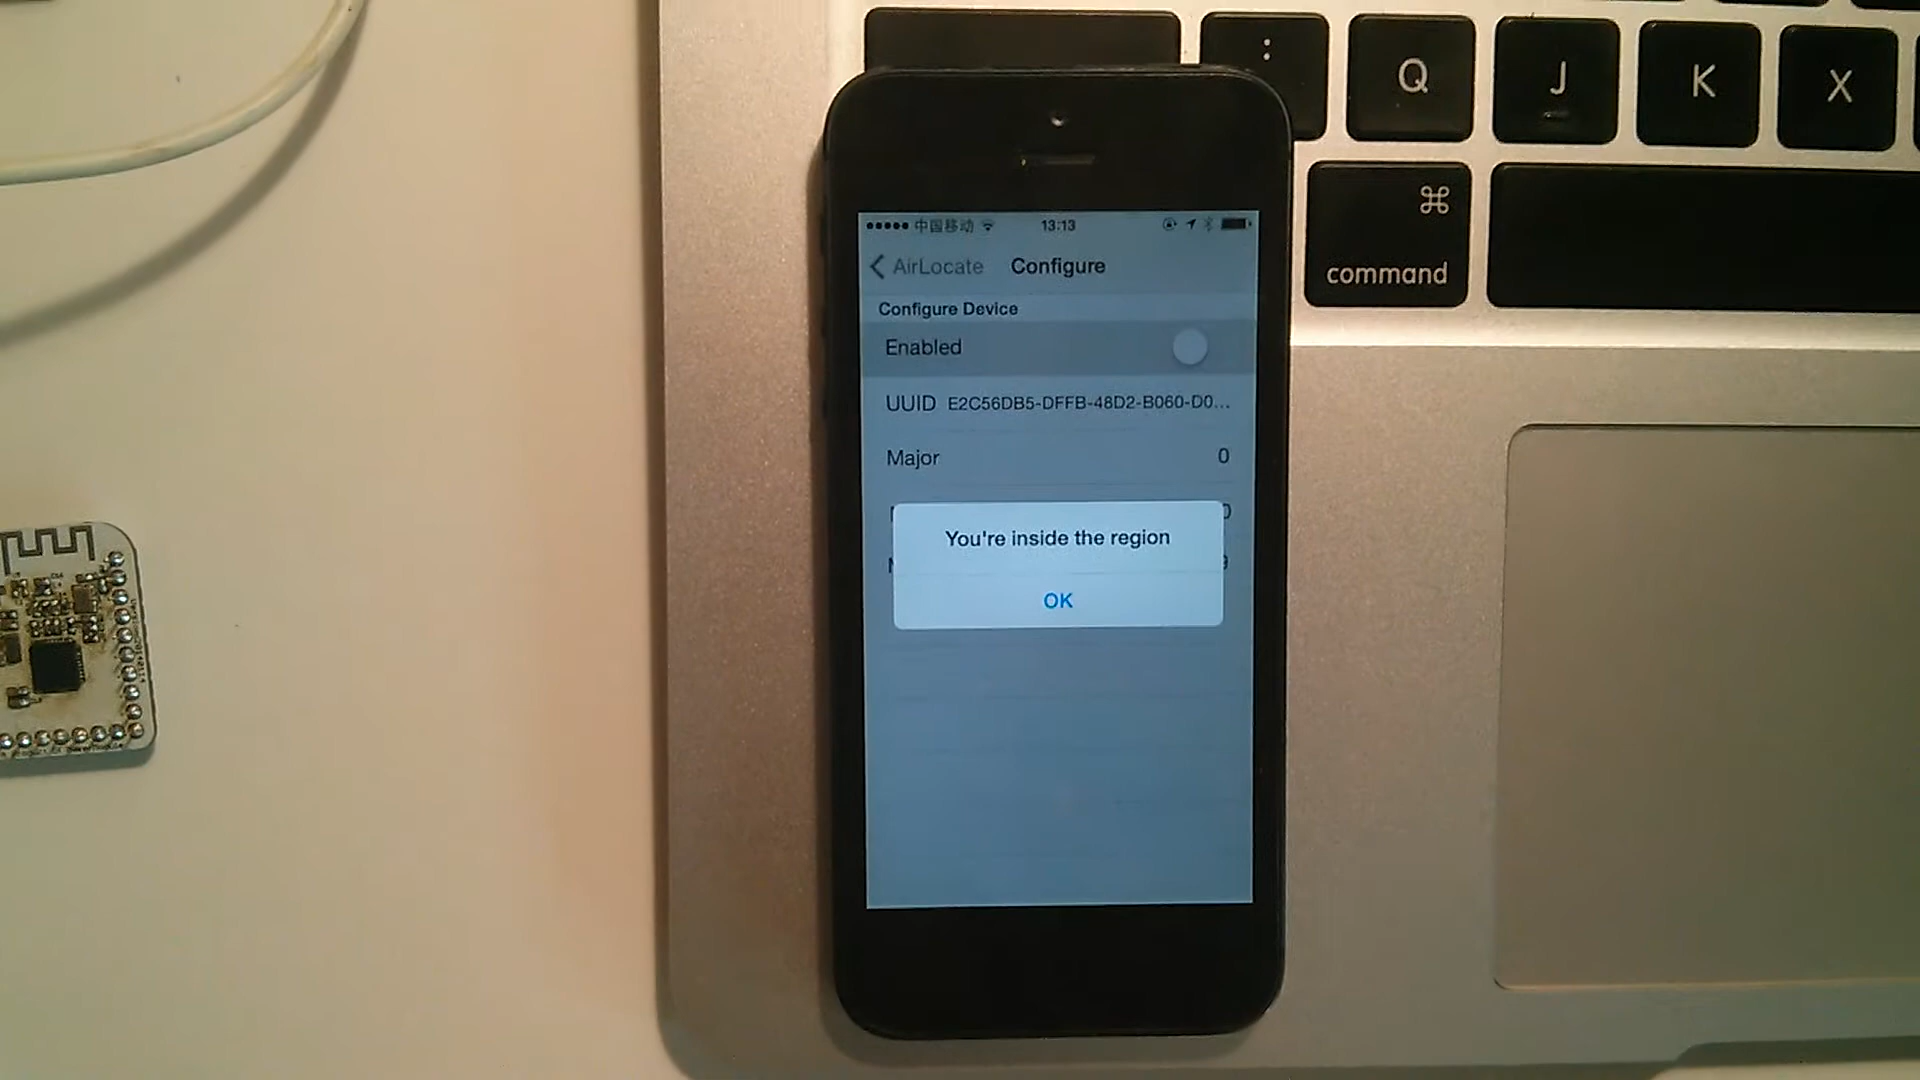 : Q J K X
⌘
command
中国移动 13:13
AirLocate Configure
Configure Device
Enabled
UUID E2C56DB5-DFFB-48D2-B060-D0...
Major 0
You're inside the region
OK